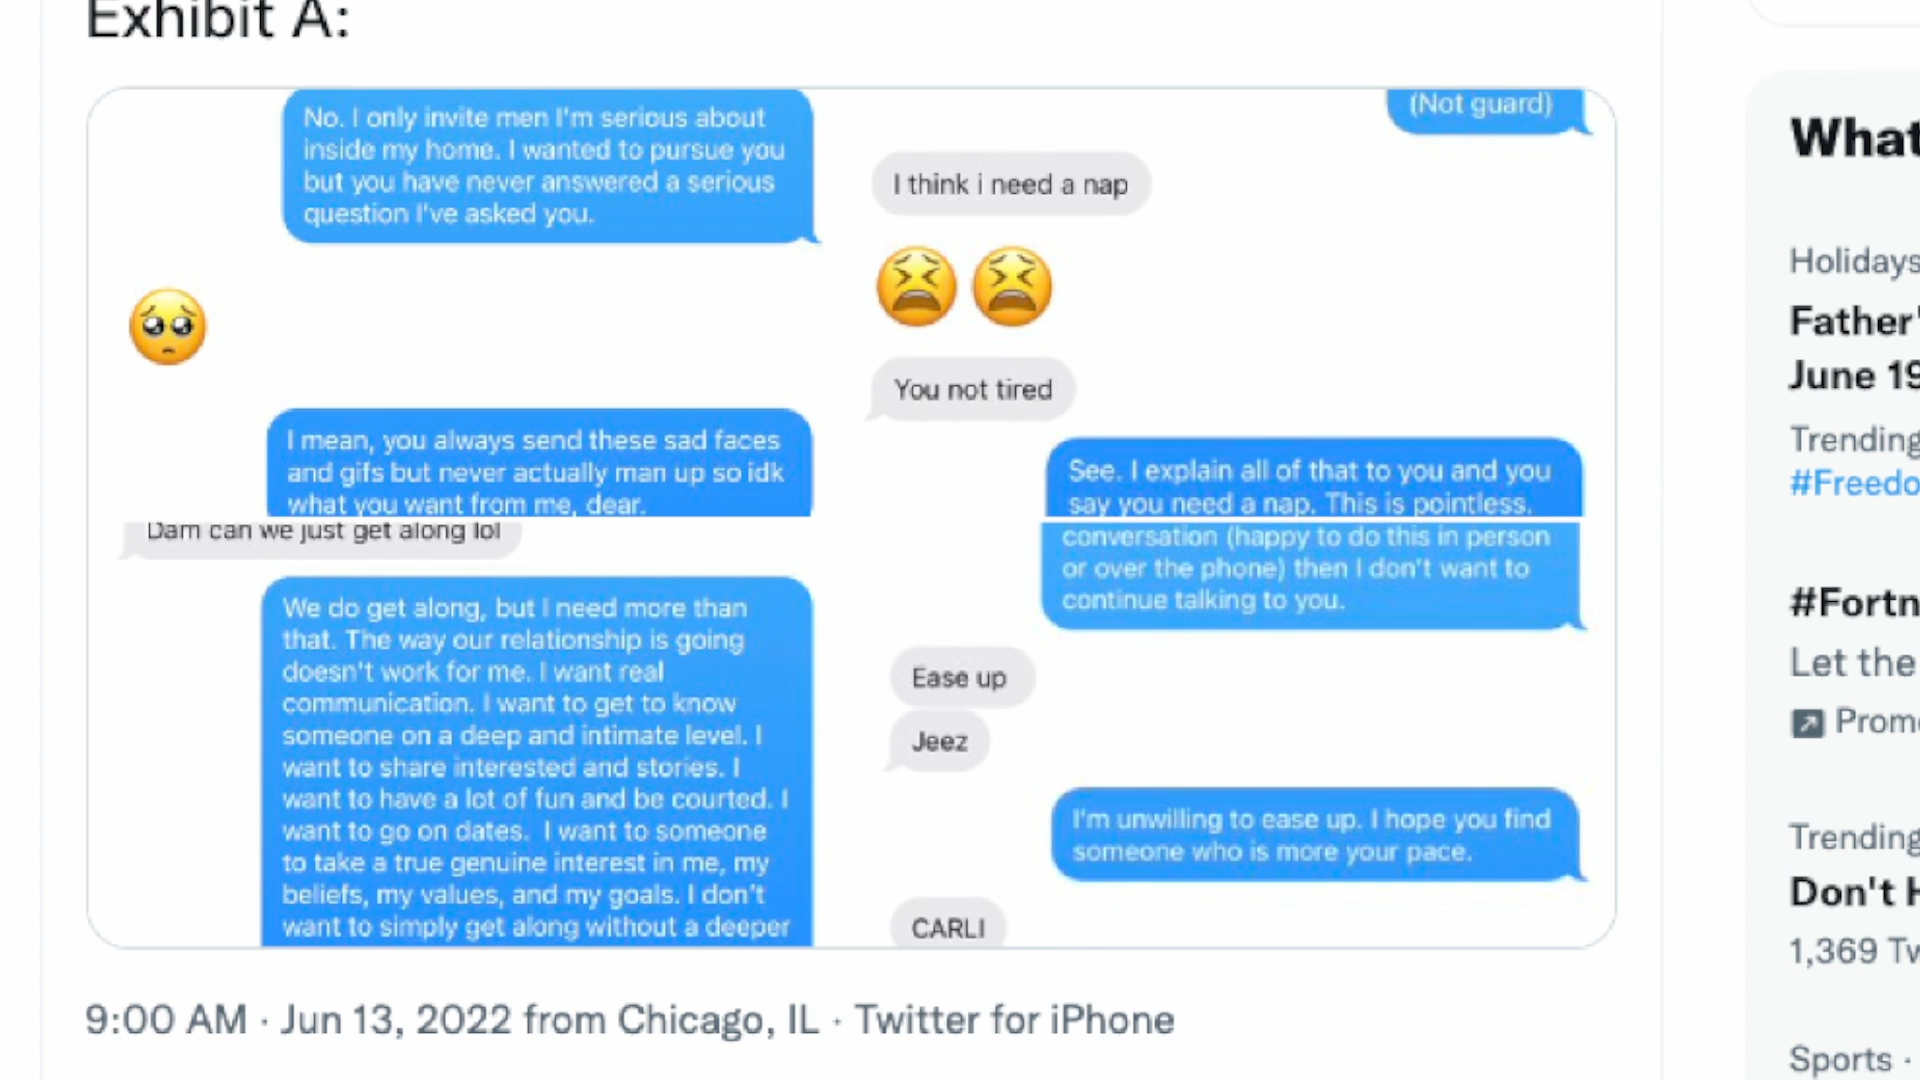 Exhibit A:
No. I only invite men I'm serious about
inside my home. I wanted to pursue you
but you have never answered a serious
question I've asked you.
I mean, you always send these sad faces
and gifs but never actually man up so idk
what you want from me, dear.
(Not guard)
I think i need a nap
You not tired
See. I explain all of that to you and you
say you need a nap. This is pointless.
Dam can we just get along lol
We do get along, but I need more than
that. The way our relationship is going
doesn't work for me. I want real
communication. I want to get to know
someone on a deep and intimate level. I
want to share interested and stories. I
want to have a lot of fun and be courted. I
want to go on dates.  I want to someone
to take a true genuine interest in me, my
beliefs, my values, and my goals. I don't
want to simply get along without a deeper
conversation (happy to do this in person
or over the phone) then I don't want to
continue talking to you.
Ease up
Jeez
I'm unwilling to ease up. I hope you find
someone who is more your pace.
CARLI
9:00 AM · Jun 13, 2022 from Chicago, IL · Twitter for iPhone
What
Holidays
Father'
June 19
Trending
#Freedo
#Fortn
Let the
Prom
Trending
Don't H
1,369 Tw
Sports ·